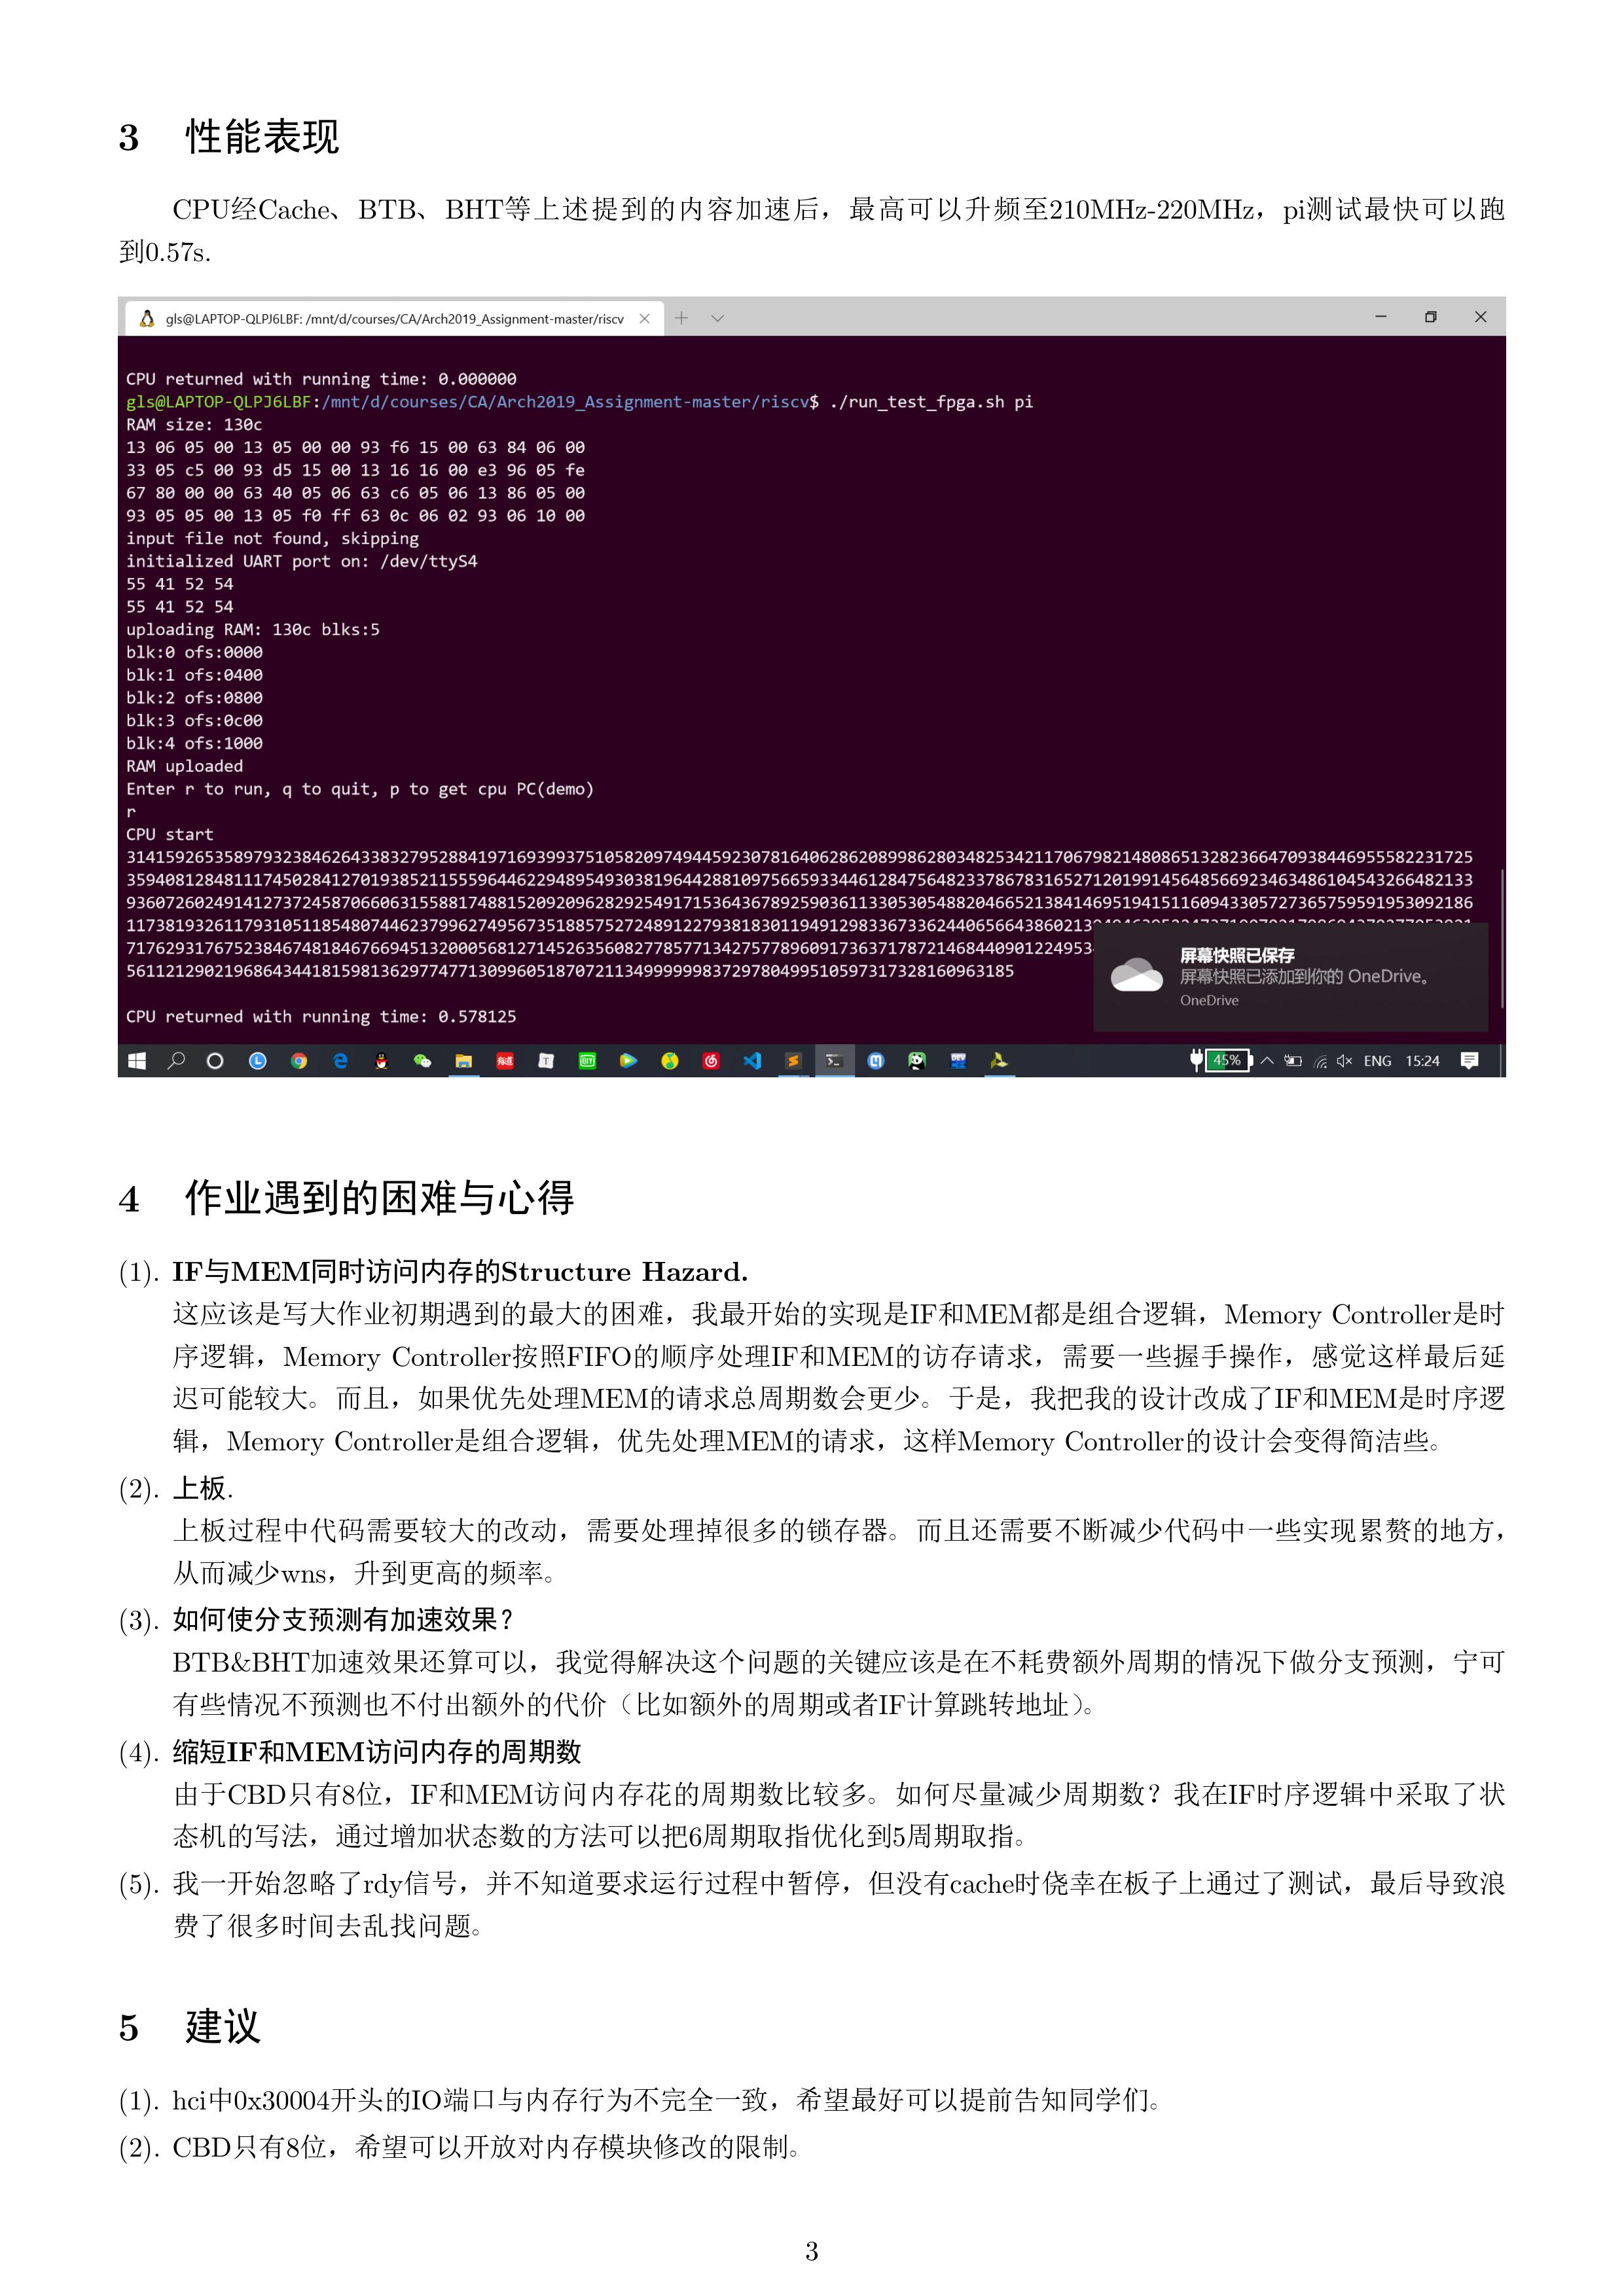 3 性能表现
CPU经Cache、BTB、BHT等上述提到的内容加速后，最高可以升频至210MHz-220MHz，pi测试最快可以跑
到0.57s.
gls@LAPTOP-QLPJ6LBF: /mnt/d/courses/CA/Arch2019_Assignment-master/riscv
CPU returned with running time: 0.000000
gls@LAPTOP-QLPJ6LBF:/mnt/d/courses/CA/Arch2019_Assignment-master/riscv$ ./run_test_fpga.sh pi
RAM size: 130c
13 06 05 00 13 05 00 00 93 f6 15 00 63 84 06 00
33 05 c5 00 93 d5 15 00 13 16 16 00 e3 96 05 fe
67 80 00 00 63 40 05 06 63 c6 05 06 13 86 05 00
93 05 05 00 13 05 f0 ff 63 0c 06 02 93 06 10 00
input file not found, skipping
initialized UART port on: /dev/ttyS4
55 41 52 54
55 41 52 54
uploading RAM: 130c blks:5
blk:0 ofs:0000
blk:1 ofs:0400
blk:2 ofs:0800
blk:3 ofs:0c00
blk:4 ofs:1000
RAM uploaded
Enter r to run, q to quit, p to get cpu PC(demo)
r
CPU start
314159265358979323846264338327952884197169399375105820974944592307816406286208998628034825342117067982148086513282366470938446955582231725
359408128481117450284127019385211555964462294895493038196442881097566593344612847564823378678316527120199145648566923463486104543266482133
936072602491412737245870660631558817488152092096282925491715364367892590361133053054882046652138414695194151160943305727365759591953092186
117381932611793105118548074462379962749567351885752724891227938183011949129833673362440656643860213
717629317675238467481846766945132000568127145263560827785771342757789609173637178721468440901224953
5611212902196864344181598136297747713099605187072113499999983729780499510597317328160963185
CPU returned with running time: 0.578125
屏幕快照已保存
屏幕快照已添加到你的 OneDrive。
OneDrive
45% ENG 15:24
4 作业遇到的困难与心得
(1). IF与MEM同时访问内存的Structure Hazard.
这应该是写大作业初期遇到的最大的困难，我最开始的实现是IF和MEM都是组合逻辑，Memory Controller是时
序逻辑，Memory Controller按照FIFO的顺序处理IF和MEM的访存请求，需要一些握手操作，感觉这样最后延
迟可能较大。而且，如果优先处理MEM的请求总周期数会更少。于是，我把我的设计改成了IF和MEM是时序逻
辑，Memory Controller是组合逻辑，优先处理MEM的请求，这样Memory Controller的设计会变得简洁些。
(2). 上板.
上板过程中代码需要较大的改动，需要处理掉很多的锁存器。而且还需要不断减少代码中一些实现累赘的地方，
从而减少wns，升到更高的频率。
(3). 如何使分支预测有加速效果？
BTB&BHT加速效果还算可以，我觉得解决这个问题的关键应该是在不耗费额外周期的情况下做分支预测，宁可
有些情况不预测也不付出额外的代价（比如额外的周期或者IF计算跳转地址）。
(4). 缩短IF和MEM访问内存的周期数
由于CBD只有8位，IF和MEM访问内存花的周期数比较多。如何尽量减少周期数？我在IF时序逻辑中采取了状
态机的写法，通过增加状态数的方法可以把6周期取指优化到5周期取指。
(5). 我一开始忽略了rdy信号，并不知道要求运行过程中暂停，但没有cache时侥幸在板子上通过了测试，最后导致浪
费了很多时间去乱找问题。
5 建议
(1). hci中0x30004开头的IO端口与内存行为不完全一致，希望最好可以提前告知同学们。
(2). CBD只有8位，希望可以开放对内存模块修改的限制。
3